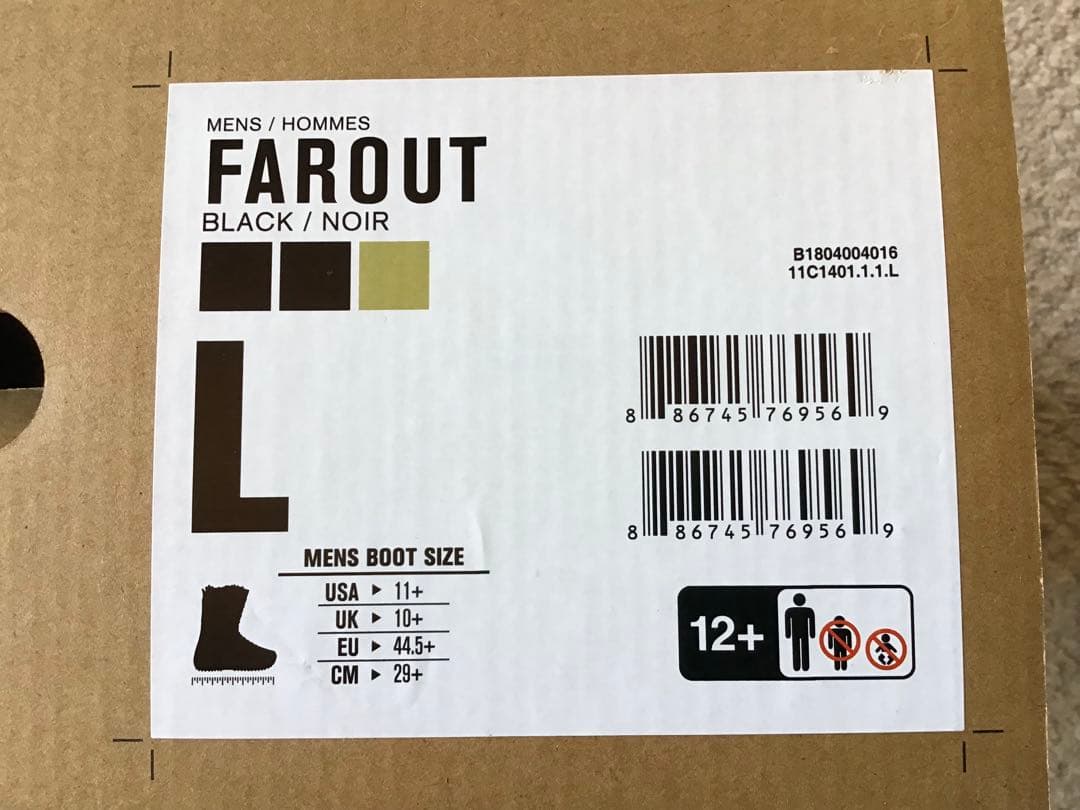 MENS / HOMMES
FAROUT
BLACK / NOIR
B1804004016
11C1401.1.1.L
L
8 86745 76956 9
8 86745 76956 9
MENS BOOT SIZE
USA ▶ 11+
UK ▶ 10+
EU ▶ 44.5+
CM ▶ 29+
12+